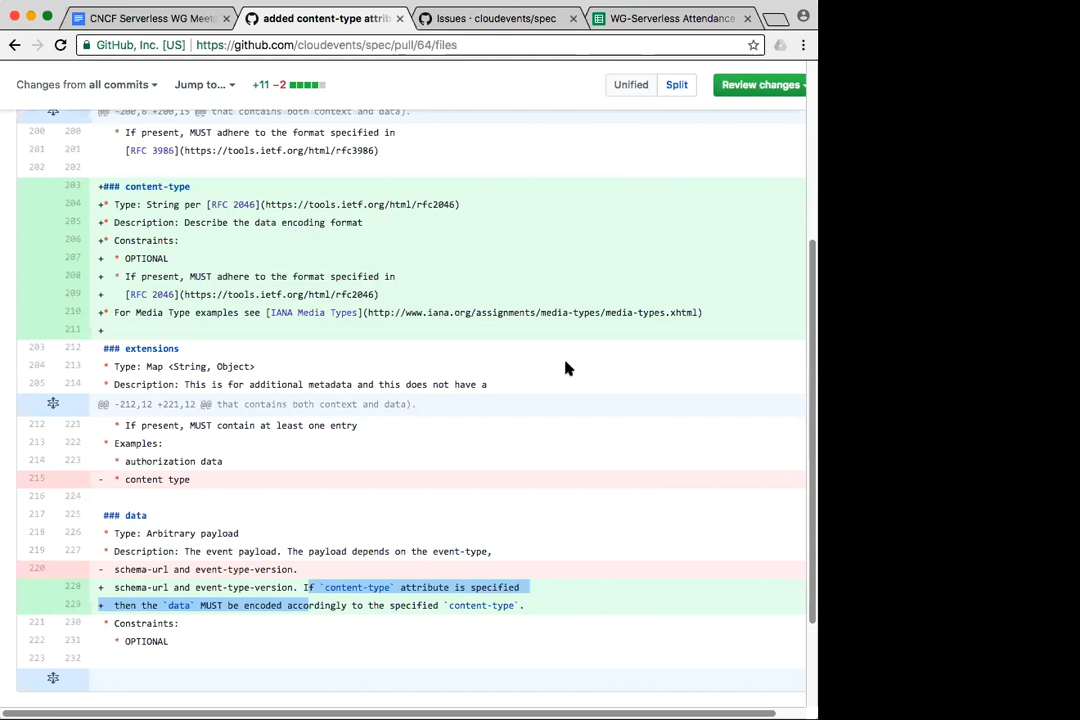 CNCF Serverless WG Meeti
added content-type attrib
Issues · cloudevents/spec
WG-Serverless Attendance
GitHub, Inc. [US] | https://github.com/cloudevents/spec/pull/64/files
Changes from all commits
Jump to...
+11 −2
Unified
Split
Review changes
@@ -200,6 +200,15 @@ that contains both context and data).
200 200 * If present, MUST adhere to the format specified in
201 201 [RFC 3986](https://tools.ietf.org/html/rfc3986)
202 202
203 +### content-type
204 +* Type: String per [RFC 2046](https://tools.ietf.org/html/rfc2046)
205 +* Description: Describe the data encoding format
206 +* Constraints:
207 + * OPTIONAL
208 + * If present, MUST adhere to the format specified in
209 + [RFC 2046](https://tools.ietf.org/html/rfc2046)
210 +* For Media Type examples see [IANA Media Types](http://www.iana.org/assignments/media-types/media-types.xhtml)
211 +
203 212 ### extensions
204 213 * Type: Map <String, Object>
205 214 * Description: This is for additional metadata and this does not have a
@@ -212,12 +221,12 @@ that contains both context and data).
212 221 * If present, MUST contain at least one entry
213 222 * Examples:
214 223 * authorization data
215 - * content type
216 224
217 225 ### data
218 226 * Type: Arbitrary payload
219 227 * Description: The event payload. The payload depends on the event-type,
220 - schema-url and event-type-version.
228 + schema-url and event-type-version. If `content-type` attribute is specified
229 + then the `data` MUST be encoded accordingly to the specified `content-type`.
221 230 * Constraints:
222 231 * OPTIONAL
223 232